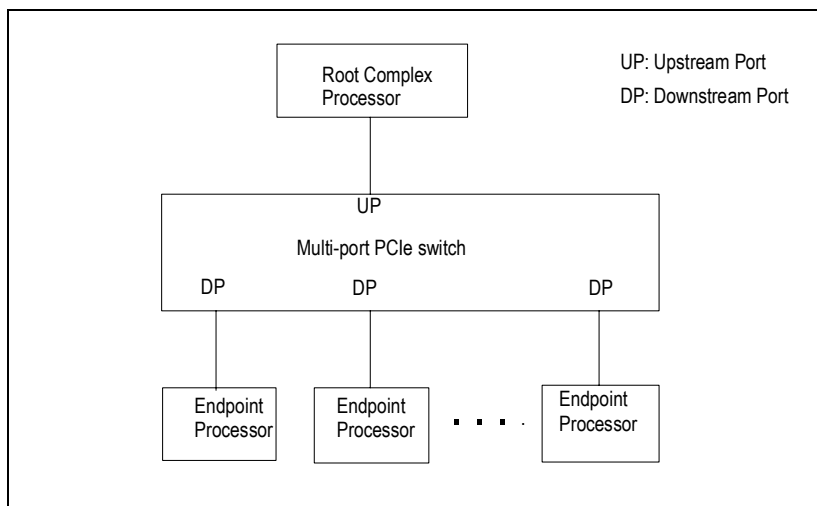 Root Complex
Processor
UP: Upstream Port
DP: Downstream Port
UP
Multi-port PCIe switch
DP DP DP
Endpoint
Processor
Endpoint
Processor
. . . .
Endpoint
Processor